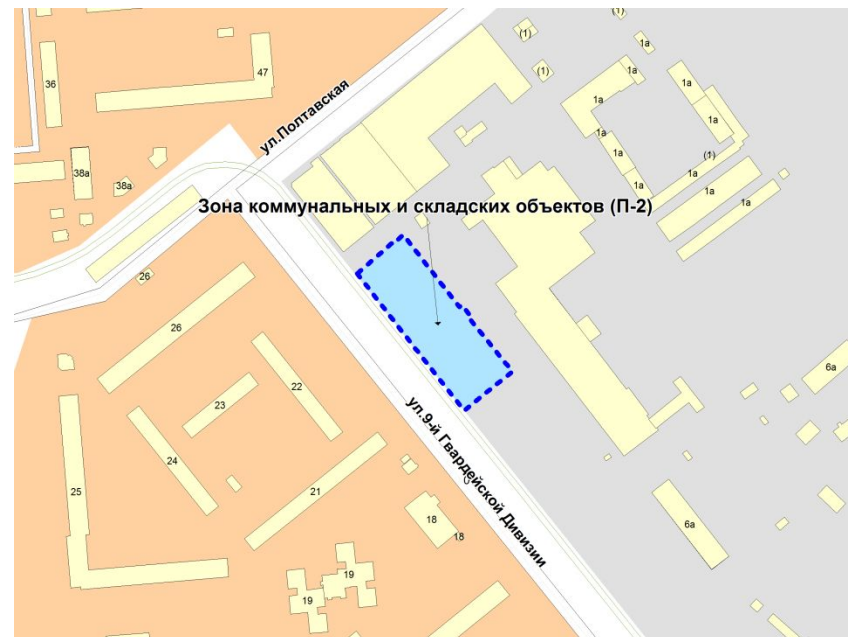 (1)
(1)
(1)
1а
1а
47
36
1а
1а
ул.Полтавская
1а
1а
1а
(1)
38а
38а
1а
1а
1а
1а
Зона коммунальных и складских объектов (П-2)
26
26
22
6а
23
ул.9-й Гвардейской Дивизии
24
25
21
18
18
6а
19
19